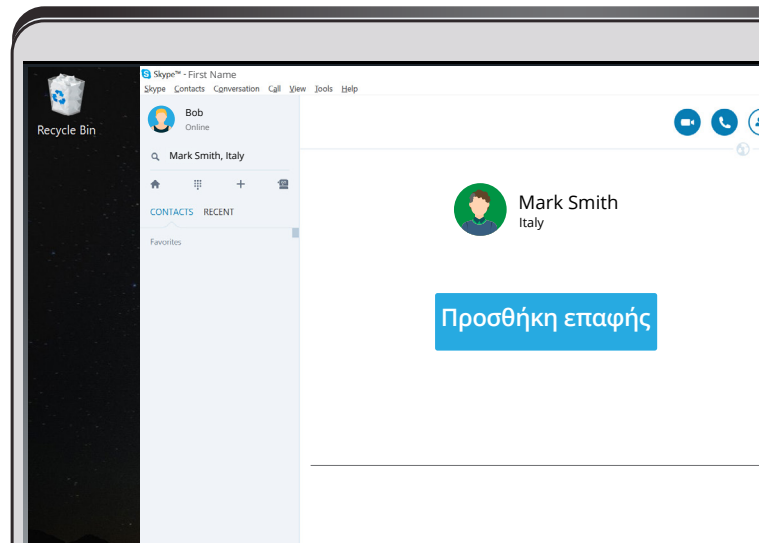 Skype™ - First Name
Skype Contacts Conversation Call View Tools Help
Recycle Bin
Bob
Online
Mark Smith, Italy
CONTACTS RECENT
Favorites
Mark Smith
Italy
Προσθήκη επαφής